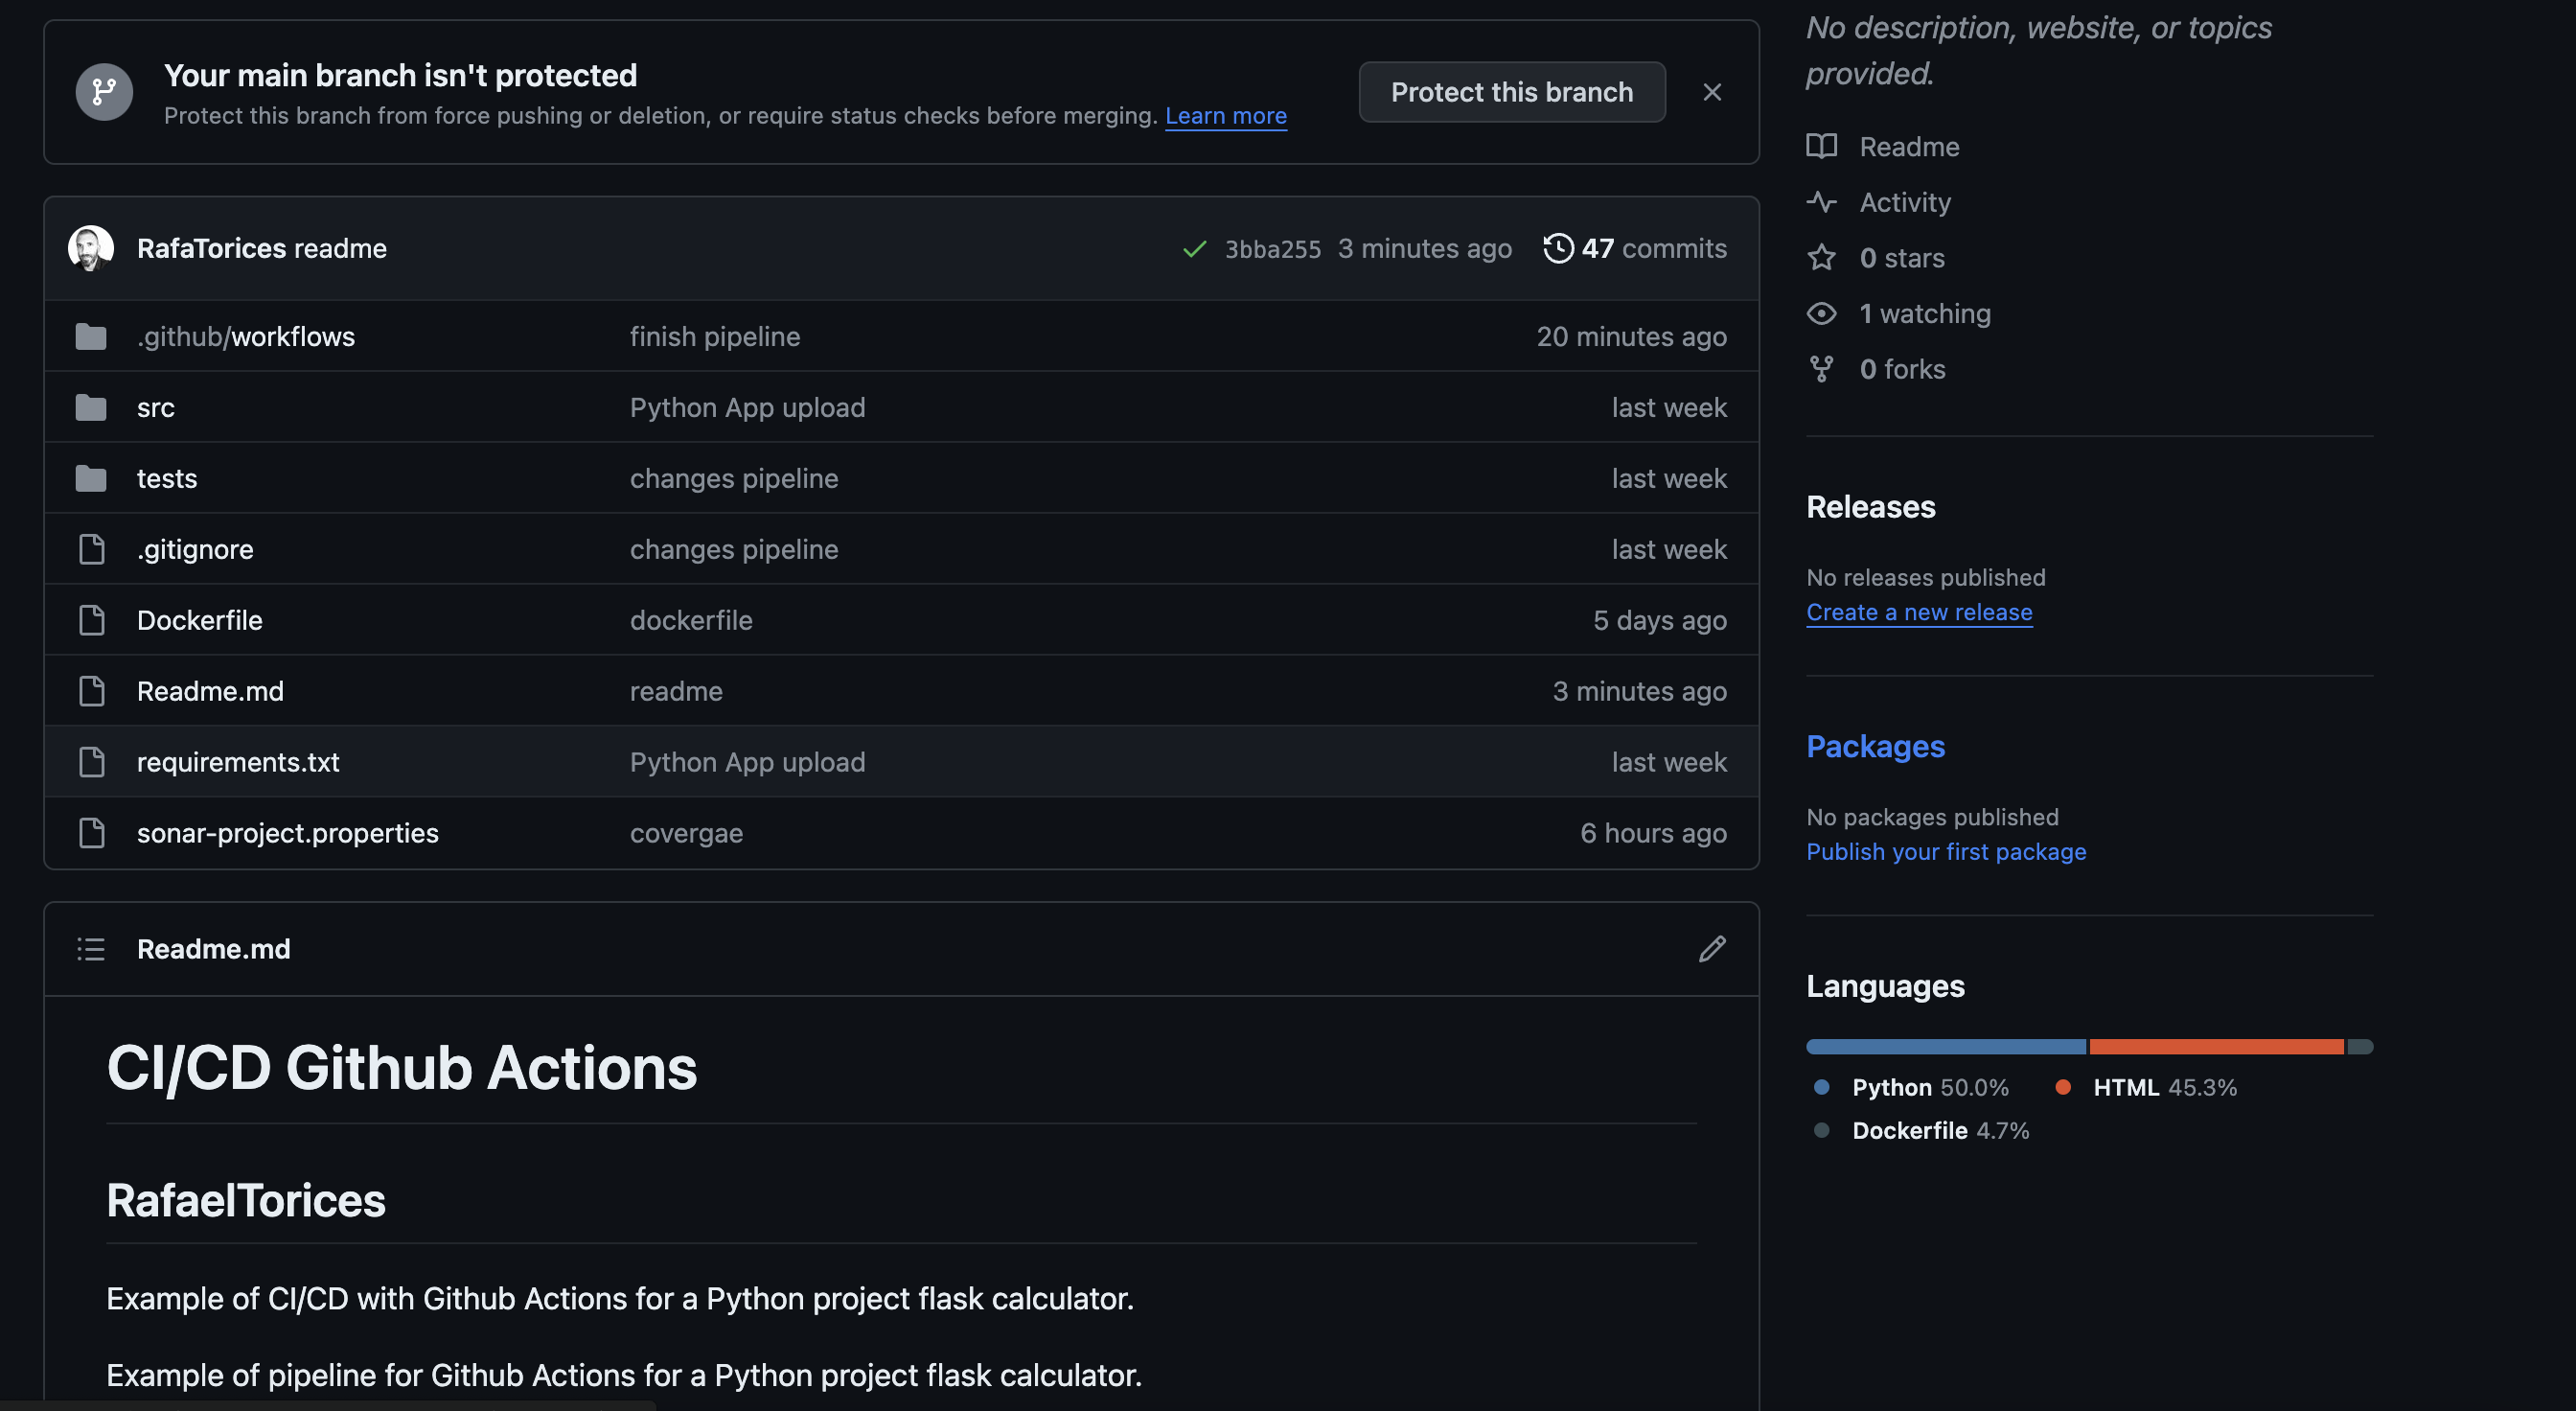 Your main branch isn't protected
Protect this branch from force pushing or deletion, or require status checks before merging. Learn more
Protect this branch
RafaTorices readme
3bba255 3 minutes ago 47 commits
.github/workflows finish pipeline 20 minutes ago
src Python App upload last week
tests changes pipeline last week
.gitignore changes pipeline last week
Dockerfile dockerfile 5 days ago
Readme.md readme 3 minutes ago
requirements.txt Python App upload last week
sonar-project.properties covergae 6 hours ago
Readme.md
CI/CD Github Actions
RafaelTorices
Example of CI/CD with Github Actions for a Python project flask calculator.
Example of pipeline for Github Actions for a Python project flask calculator.
No description, website, or topics
provided.
Readme
Activity
0 stars
1 watching
0 forks
Releases
No releases published
Create a new release
Packages
No packages published
Publish your first package
Languages
Python 50.0% HTML 45.3%
Dockerfile 4.7%